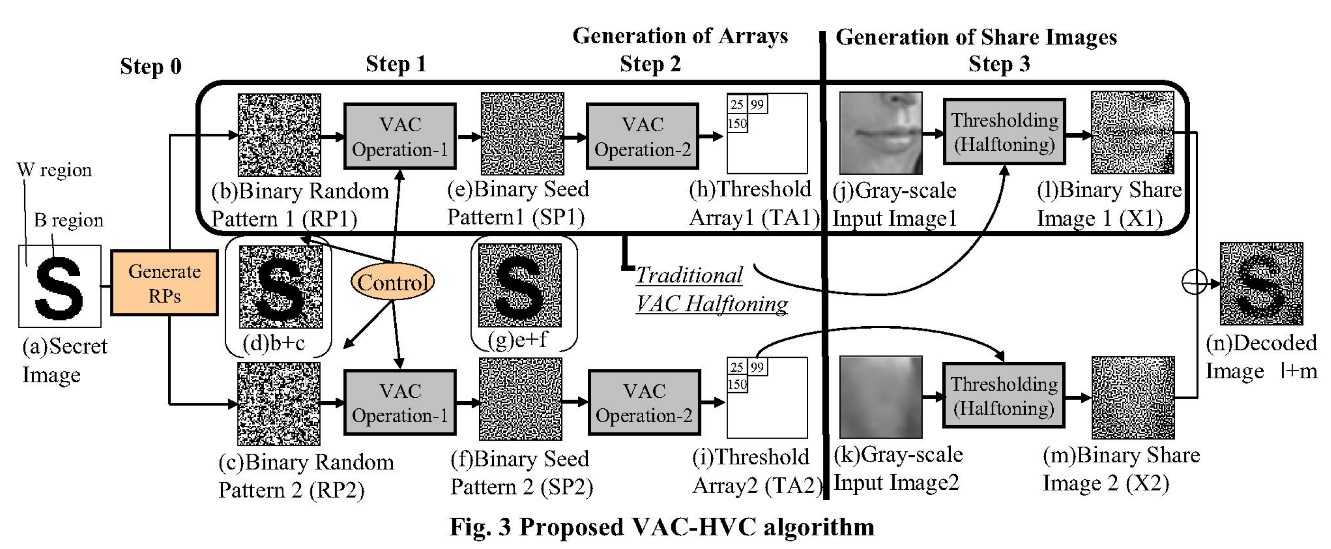 Generation of Arrays
Generation of Share Images
Step 0
Step 1
Step 2
Step 3
W region
B region
(a)Secret
Image
Generate
RPs
(b)Binary Random
Pattern 1 (RP1)
VAC
Operation-1
(e)Binary Seed
Pattern1 (SP1)
VAC
Operation-2
25 99
150
(h)Threshold
Array1 (TA1)
(j)Gray-scale
Input Image1
Thresholding
(Halftoning)
(l)Binary Share
Image 1 (X1)
S
S
(d)b+c
Control
S
(g)e+f
Traditional
VAC Halftoning
S
(n)Decoded
Image l+m
(c)Binary Random
Pattern 2 (RP2)
VAC
Operation-1
(f)Binary Seed
Pattern 2 (SP2)
VAC
Operation-2
25 99
150
(i)Threshold
Array2 (TA2)
(k)Gray-scale
Input Image2
Thresholding
(Halftoning)
(m)Binary Share
Image 2 (X2)
Fig. 3 Proposed VAC-HVC algorithm